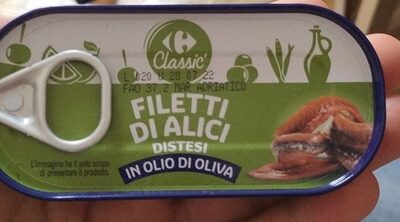 Carrefour
Classic'
L 020 U 28 07 22
FAO 37.2 MAR ADRIATICO
FILETTI
DI ALICI
DISTESI
IN OLIO DI OLIVA
L'immagine ha il solo scopo
di presentare il prodotto.